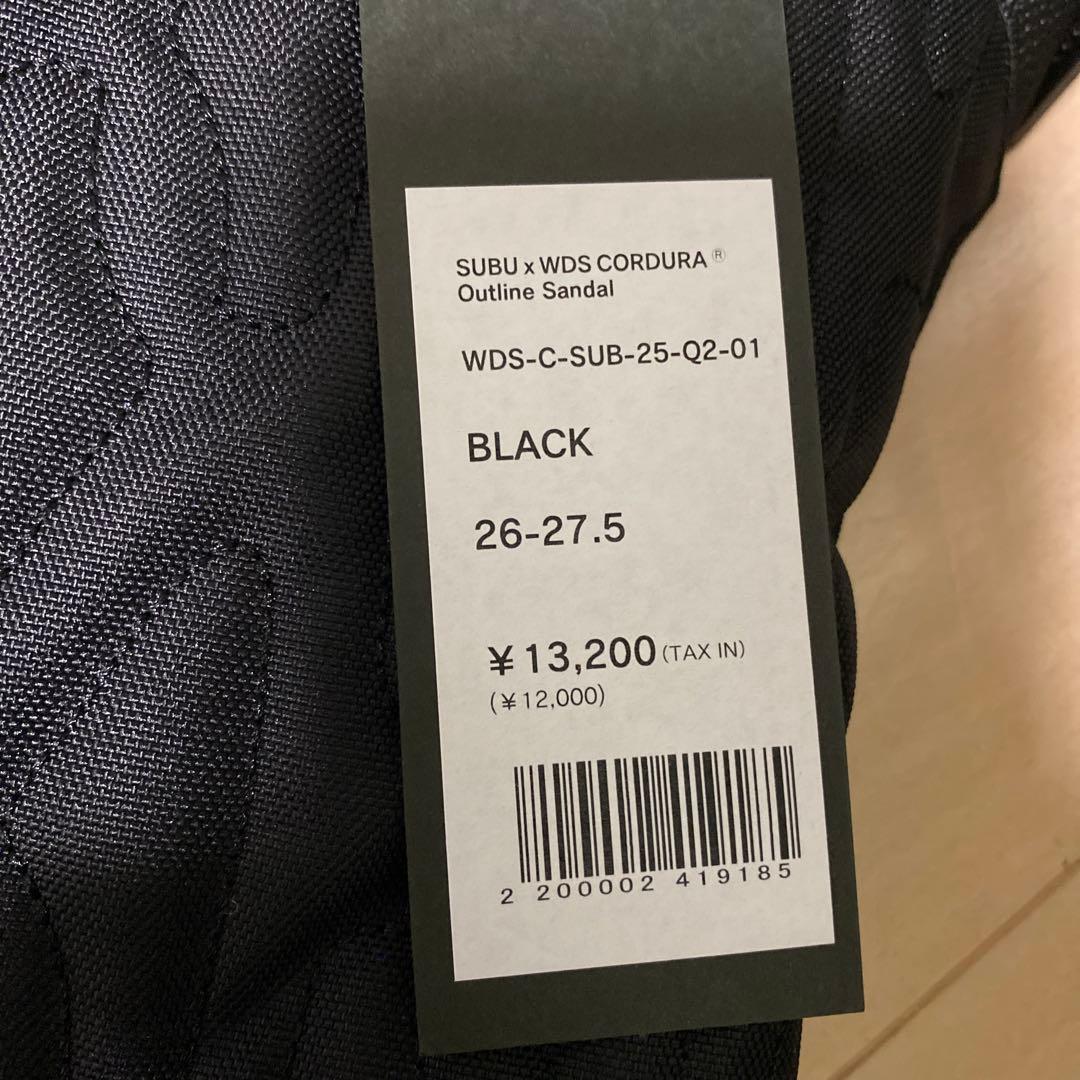 SUBU x WDS CORDURA®
Outline Sandal
WDS-C-SUB-25-Q2-01
BLACK
26-27.5
¥13,200(TAX IN)
(¥12,000)
2 200002 419185